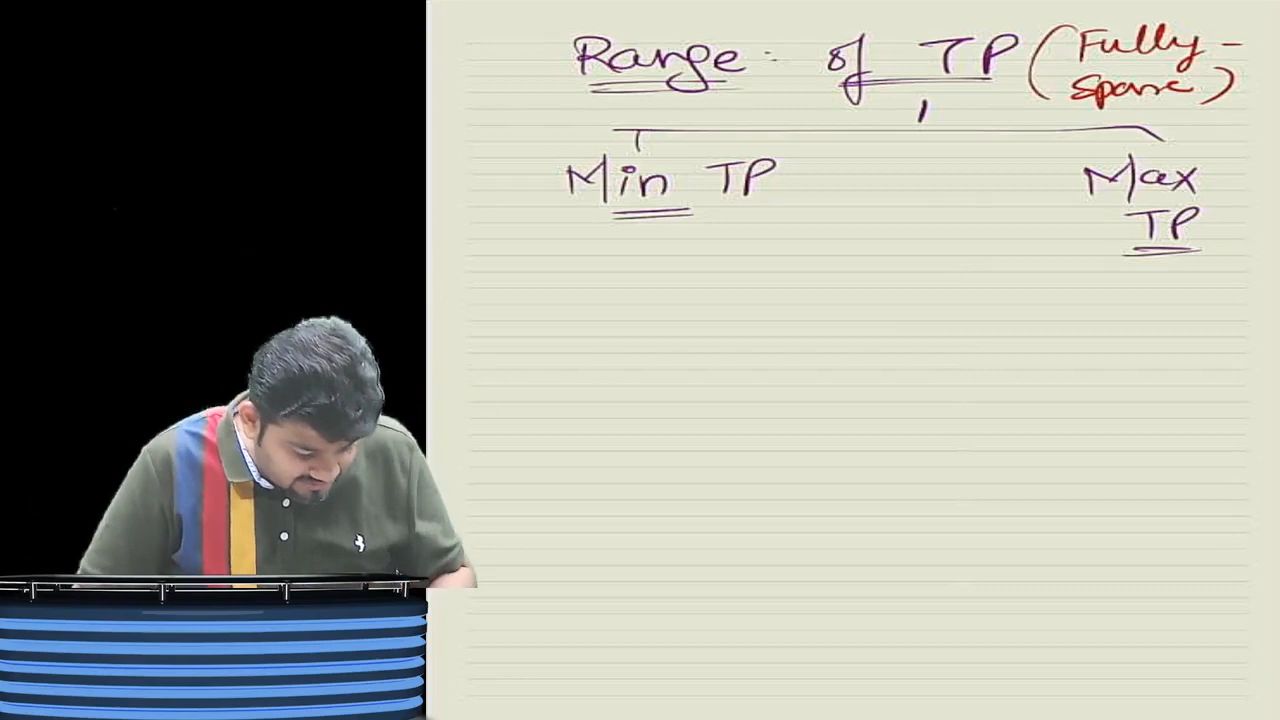 Range: of TP (Fully-
Spare)
Min TP
Max
TP